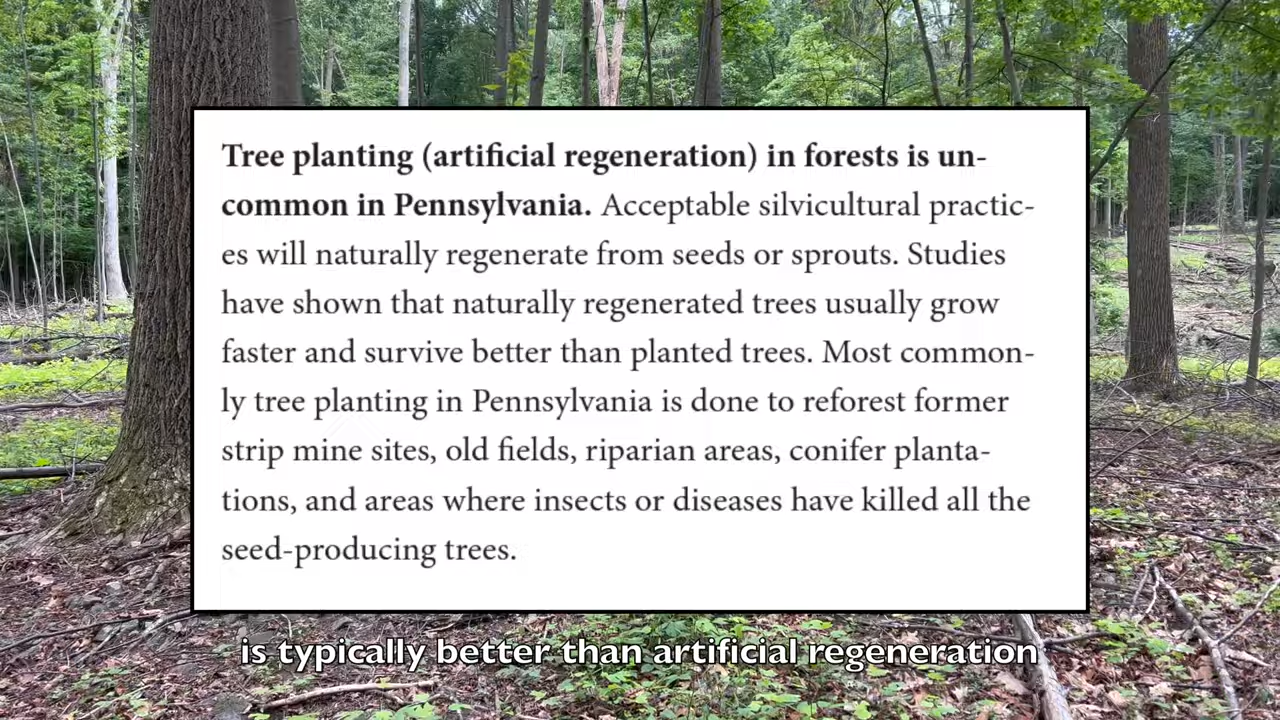 Tree planting (artificial regeneration) in forests is un-
common in Pennsylvania. Acceptable silvicultural practic-
es will naturally regenerate from seeds or sprouts. Studies
have shown that naturally regenerated trees usually grow
faster and survive better than planted trees. Most common-
ly tree planting in Pennsylvania is done to reforest former
strip mine sites, old fields, riparian areas, conifer planta-
tions, and areas where insects or diseases have killed all the
seed-producing trees.
is typically better than artificial regeneration